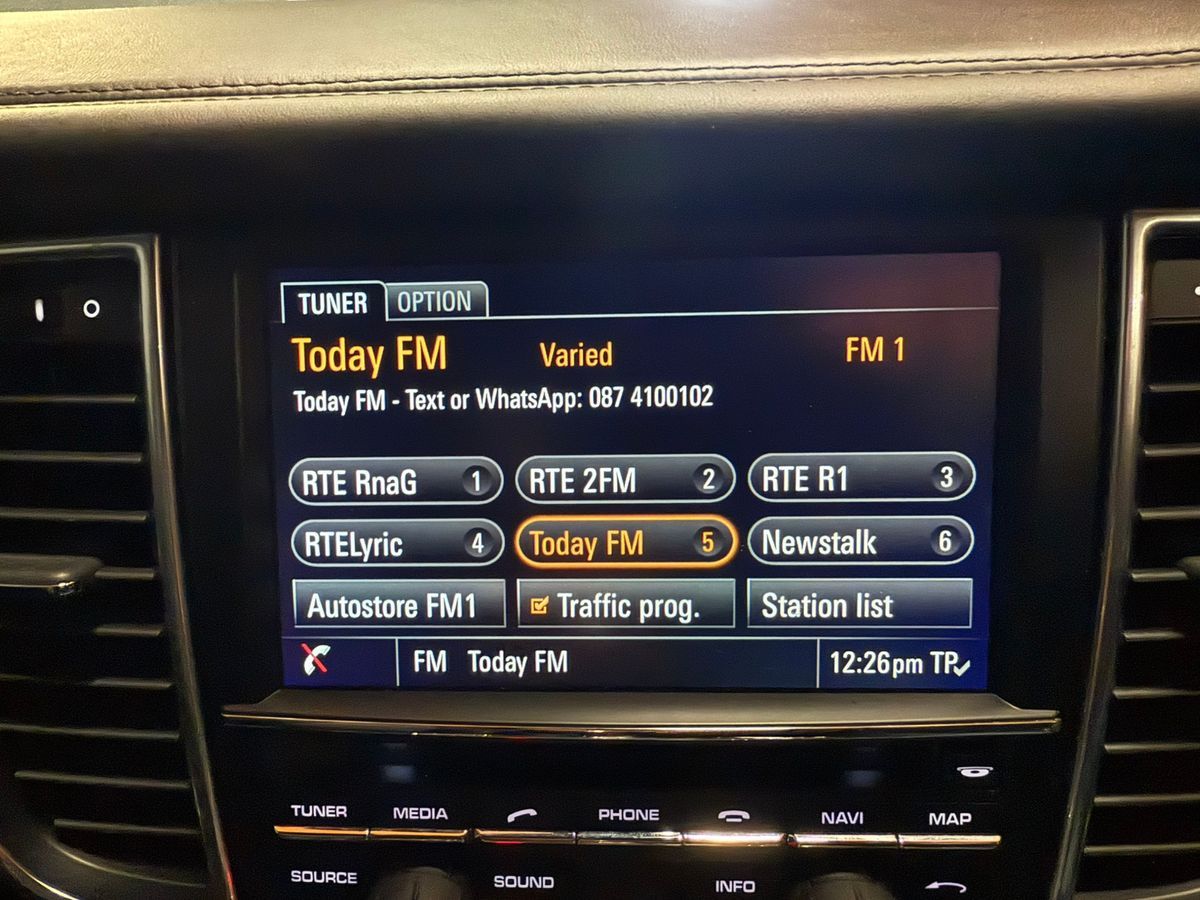 TUNER OPTION
Today FM Varied FM 1
Today FM - Text or WhatsApp: 087 4100102
RTE RnaG 1 RTE 2FM 2 RTE R1 3
RTELyric 4 Today FM 5 Newstalk 6
Autostore FM1 Traffic prog. Station list
FM Today FM 12:26pm TP
TUNER MEDIA PHONE NAVI MAP
SOURCE SOUND INFO